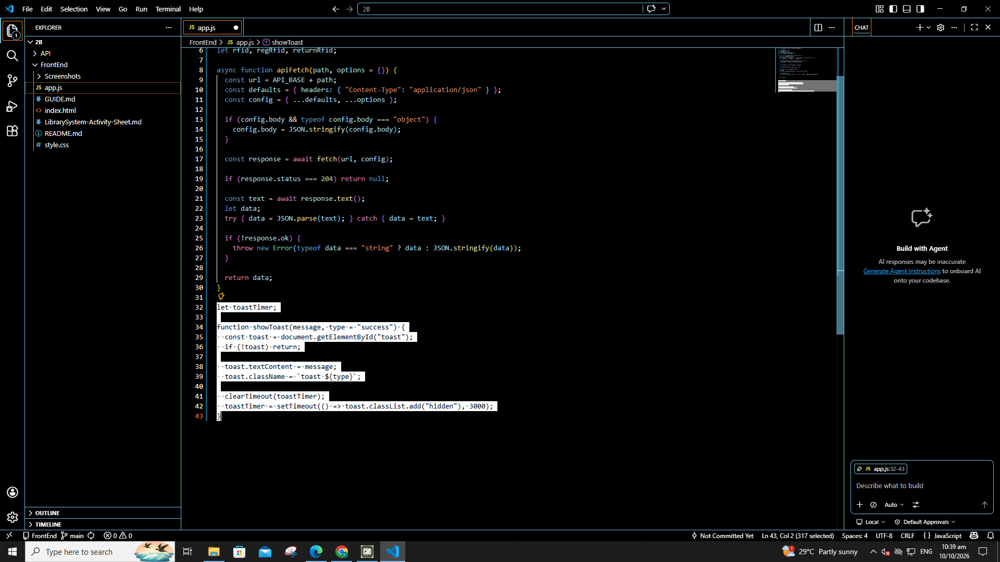 File Edit Selection View Go Run Terminal Help
2B
EXPLORER
2B
API
FrontEnd
Screenshots
JS app.js
GUIDE.md
index.html
LibrarySystem-Activity-Sheet.md
README.md
# style.css
OUTLINE
TIMELINE
JS app.js
FrontEnd > JS app.js > showToast
6 let rfid, regRfid, returnRfid;
7
8 async function apiFetch(path, options = {}) {
9 const url = API_BASE + path;
10 const defaults = { headers: { "Content-Type": "application/json" } };
11 const config = { ...defaults, ...options };
12
13 if (config.body && typeof config.body === "object") {
14 config.body = JSON.stringify(config.body);
15 }
16
17 const response = await fetch(url, config);
18
19 if (response.status === 204) return null;
20
21 const text = await response.text();
22 let data;
23 try { data = JSON.parse(text); } catch { data = text; }
24
25 if (!response.ok) {
26 throw new Error(typeof data === "string" ? data : JSON.stringify(data));
27 }
28
29 return data;
30 }
31
32 let toastTimer;
33
34 function showToast(message, type = "success") {
35 const toast = document.getElementById("toast");
36 if (!toast) return;
37
38 toast.textContent = message;
39 toast.className = `toast ${type}`;
40
41 clearTimeout(toastTimer);
42 toastTimer = setTimeout(() => toast.classList.add("hidden"), 3000);
43 }
CHAT
Build with Agent
AI responses may be inaccurate
Generate Agent Instructions to onboard AI
onto your codebase.
JS app.js:32-43
Describe what to build
Auto
Local Default Approvals
FrontEnd main 0 0
Not Committed Yet Ln 43, Col 2 (317 selected) Spaces: 4 UTF-8 CRLF {} JavaScript
Type here to search
1
29°C Partly sunny
ENG
10:39 am
10/10/2026